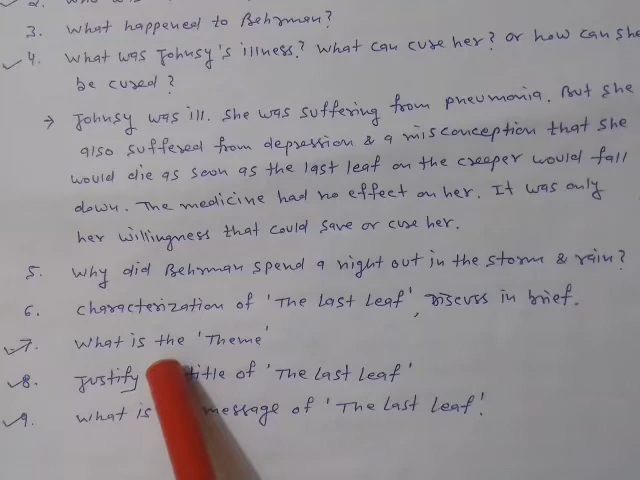 3. What happened to Behrman?
4. What was Johnsy's illness? What can cure her? or how can she
be cured?
→ Johnsy was ill. She was suffering from pneumonia. But she
also suffered from depression & a misconception that she
would die as soon as the last leaf on the creeper would fall
down. The medicine had no effect on her. It was only
her willingness that could save or cure her.
5. Why did Behrman spend a night out in the storm & rain?
6. Characterization of 'The Last Leaf', Discuss in brief.
7. What is the 'Theme'
8. Justify title of 'The Last Leaf'
9. What is message of 'The Last Leaf'.